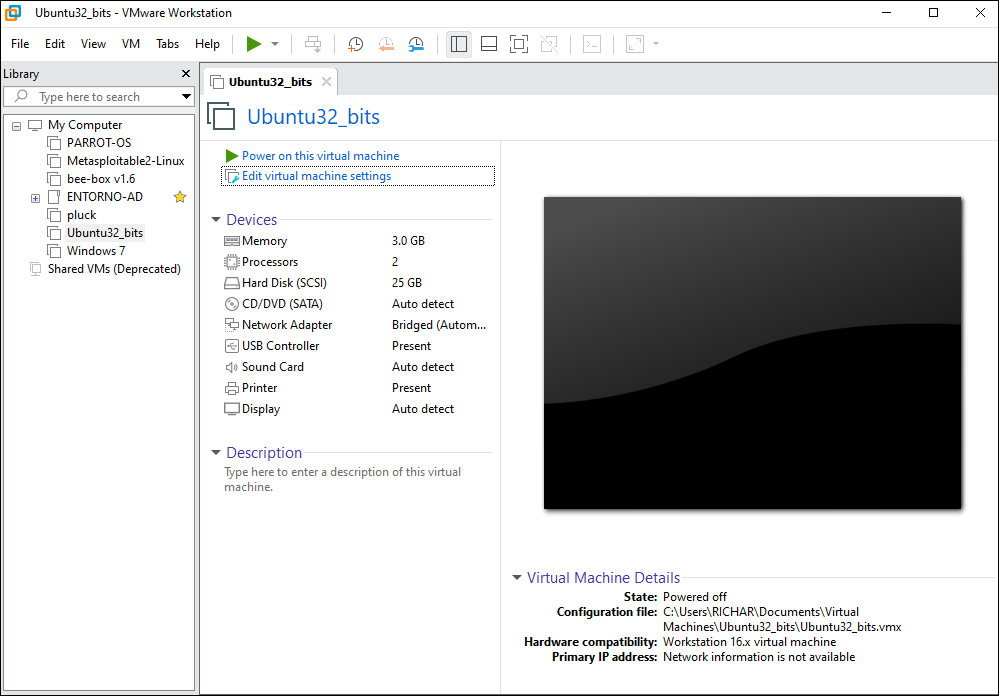 Ubuntu32_bits - VMware Workstation
File Edit View VM Tabs Help
Library
Type here to search
My Computer
PARROT-OS
Metasploitable2-Linux
bee-box v1.6
ENTORNO-AD
pluck
Ubuntu32_bits
Windows 7
Shared VMs (Deprecated)
Ubuntu32_bits
Ubuntu32_bits
Power on this virtual machine
Edit virtual machine settings
Devices
Memory 3.0 GB
Processors 2
Hard Disk (SCSI) 25 GB
CD/DVD (SATA) Auto detect
Network Adapter Bridged (Autom...
USB Controller Present
Sound Card Auto detect
Printer Present
Display Auto detect
Description
Type here to enter a description of this virtual
machine.
Virtual Machine Details
State: Powered off
Configuration file: C:\Users\RICHAR\Documents\Virtual
Machines\Ubuntu32_bits\Ubuntu32_bits.vmx
Hardware compatibility: Workstation 16.x virtual machine
Primary IP address: Network information is not available